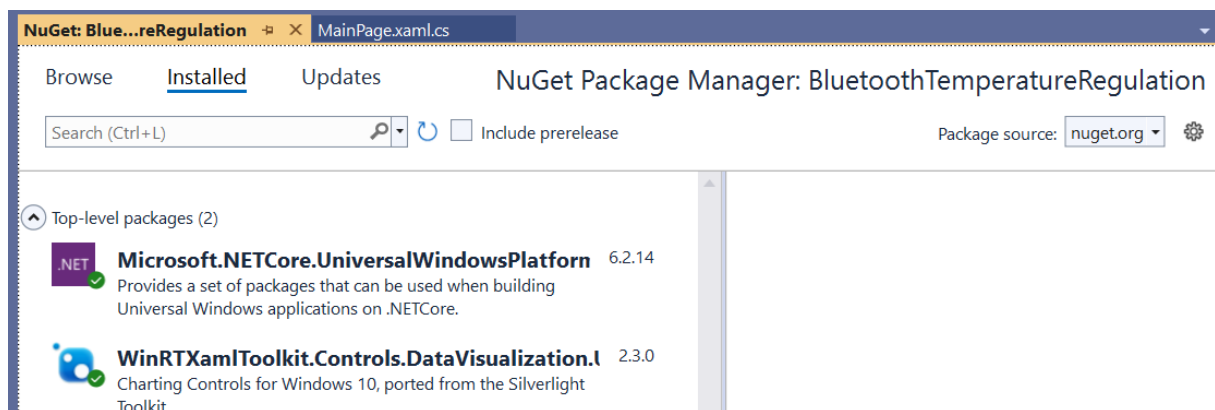 NuGet: Blue...reRegulation MainPage.xaml.cs
Browse Installed Updates NuGet Package Manager: BluetoothTemperatureRegulation
Search (Ctrl+L) Include prerelease Package source: nuget.org
Top-level packages (2)
.NET Microsoft.NETCore.UniversalWindowsPlatforn 6.2.14
Provides a set of packages that can be used when building
Universal Windows applications on .NETCore.
WinRTXamlToolkit.Controls.DataVisualization. 2.3.0
Charting Controls for Windows 10, ported from the Silverlight
Toolkit